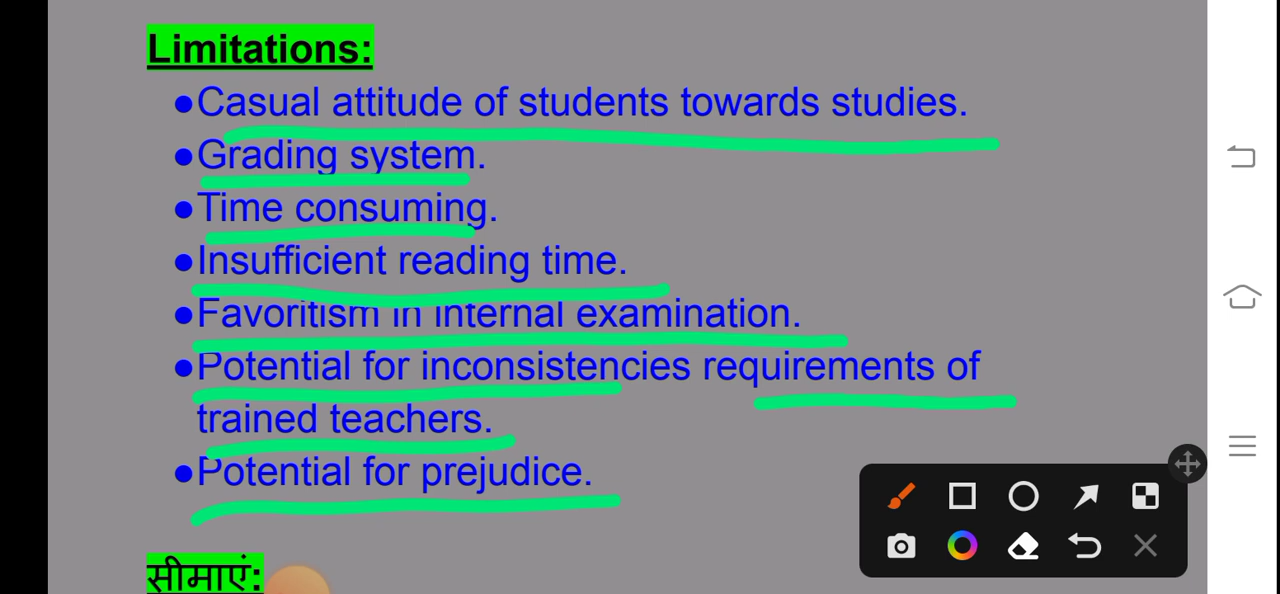 Limitations:
●Casual attitude of students towards studies.
●Grading system.
●Time consuming.
●Insufficient reading time.
●Favoritism in internal examination.
●Potential for inconsistencies requirements of
trained teachers.
●Potential for prejudice.
सीमाएं: